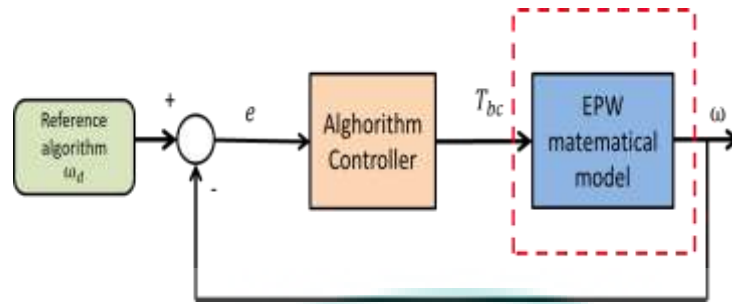 Reference
algorithm
ω_d
+
-
e
Alghorithm
Controller
T_bc
EPW
matematical
model
ω